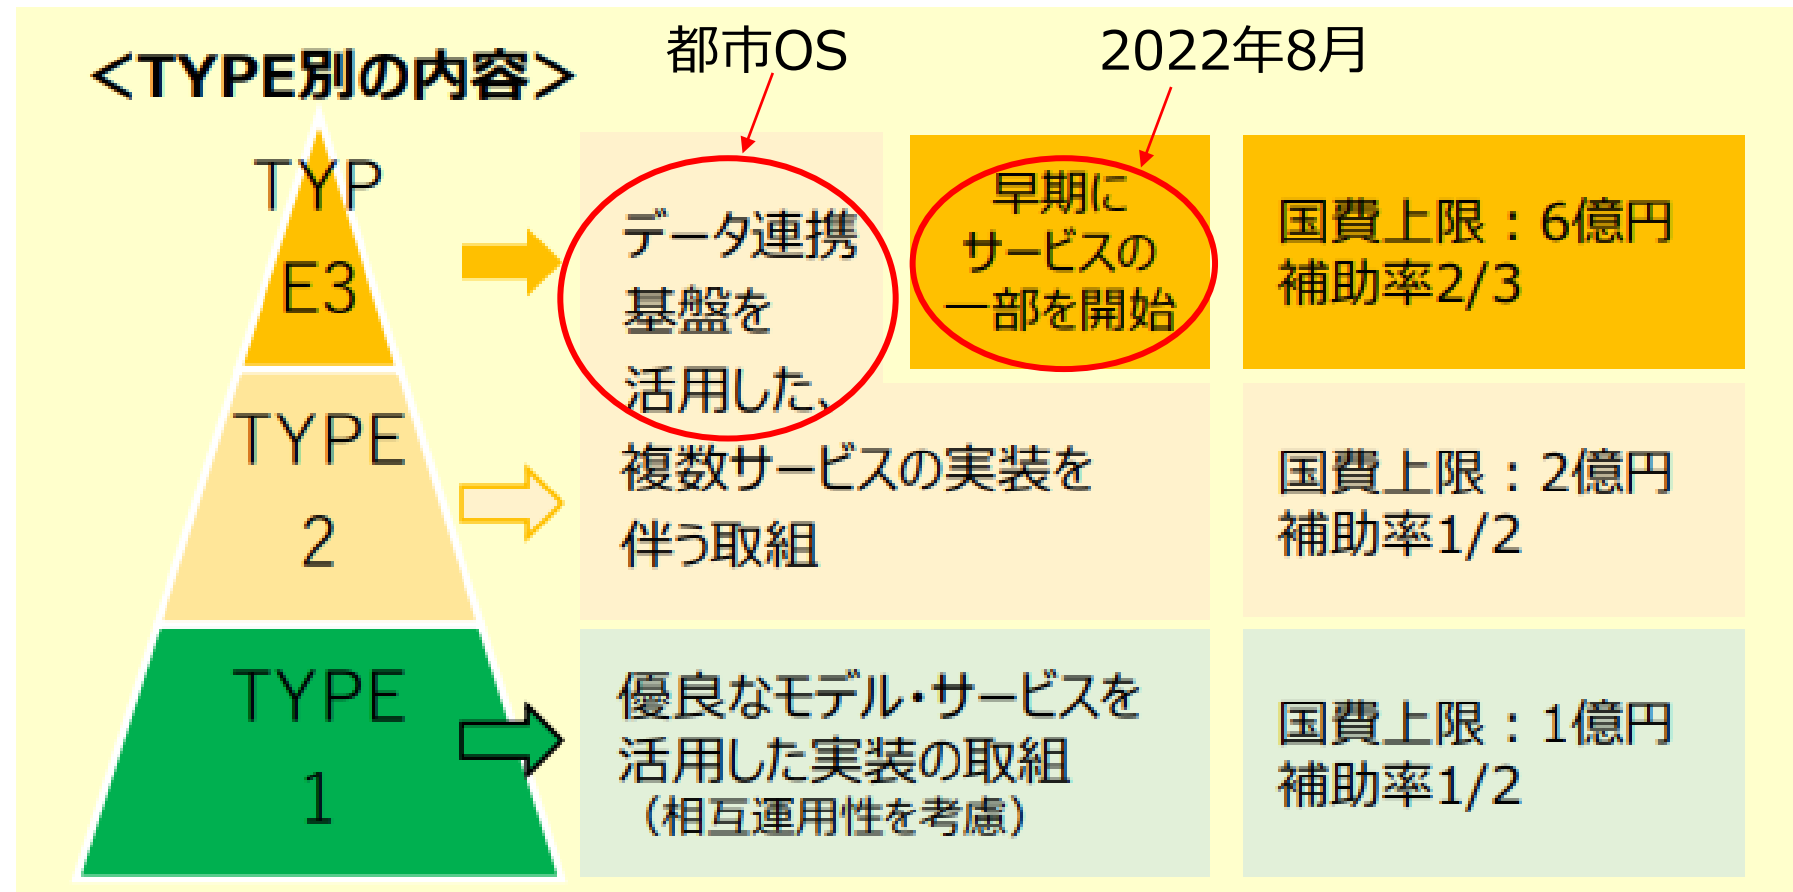 ＜TYPE別の内容＞
都市OS
2022年8月
TYP
E3
データ連携
基盤を
活用した、
複数サービスの実装を
伴う取組
早期に
サービスの
一部を開始
国費上限：6億円
補助率2/3
TYPE
2
国費上限：2億円
補助率1/2
TYPE
1
優良なモデル・サービスを
活用した実装の取組
（相互運用性を考慮）
国費上限：1億円
補助率1/2